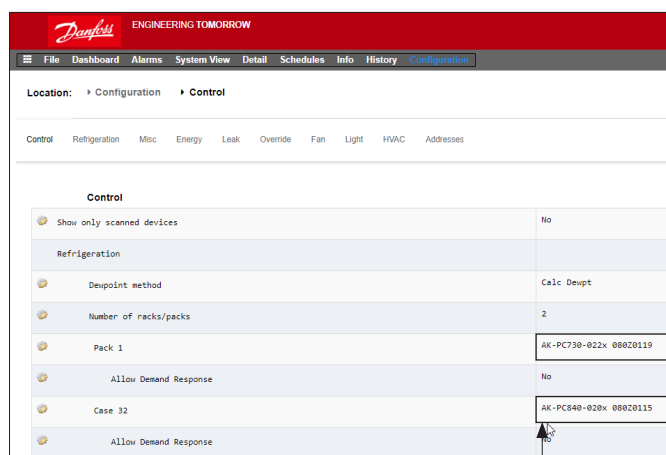 Danfoss ENGINEERING TOMORROW
File Dashboard Alarms System View Detail Schedules Info History Configuration
Location: Configuration Control
Control Refrigeration Misc Energy Leak Override Fan Light HVAC Addresses
Control
Show only scanned devices No
Refrigeration
Dewpoint method Calc Dewpt
Number of racks/packs 2
Pack 1 AK-PC730-022x 080Z0119
Allow Demand Response No
Case 32 AK-PC840-020x 080Z0115
Allow Demand Response No